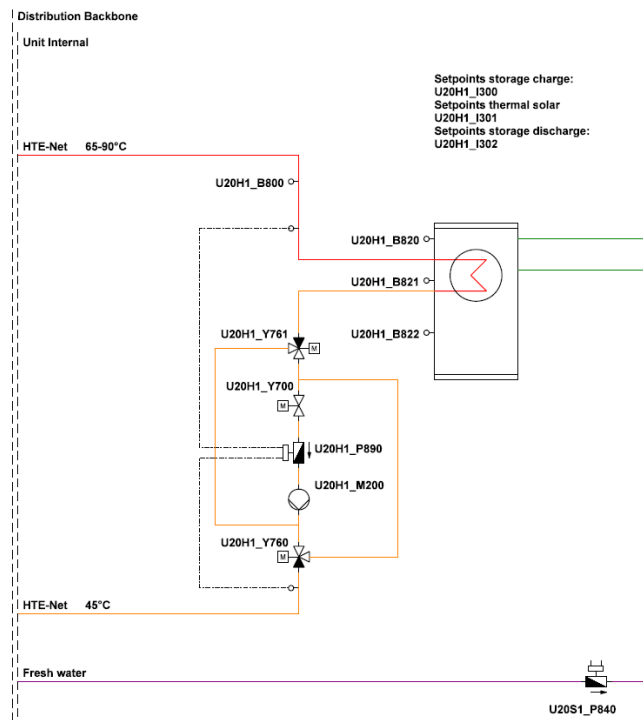 Distribution Backbone
Unit Internal
Setpoints storage charge:
U20H1_I300
Setpoints thermal solar
U20H1_I301
Setpoints storage discharge:
U20H1_I302
HTE-Net 65-90°C
U20H1_B800
U20H1_B820
U20H1_B821
U20H1_B822
U20H1_Y761
M
U20H1_Y700
M
U20H1_P890
U20H1_M200
U20H1_Y760
M
HTE-Net 45°C
Fresh water
U20S1_P840